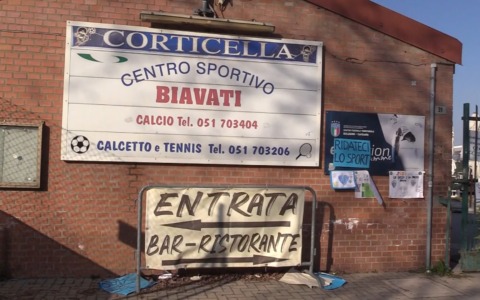 CORTICELLA
CENTRO SPORTIVO
BIAVATI
CALCIO Tel. 051 703404
CALCETTO e TENNIS Tel. 051 703206
RIDATECI
LO SPORT
ENTRATA
BAR-RISTORANTE